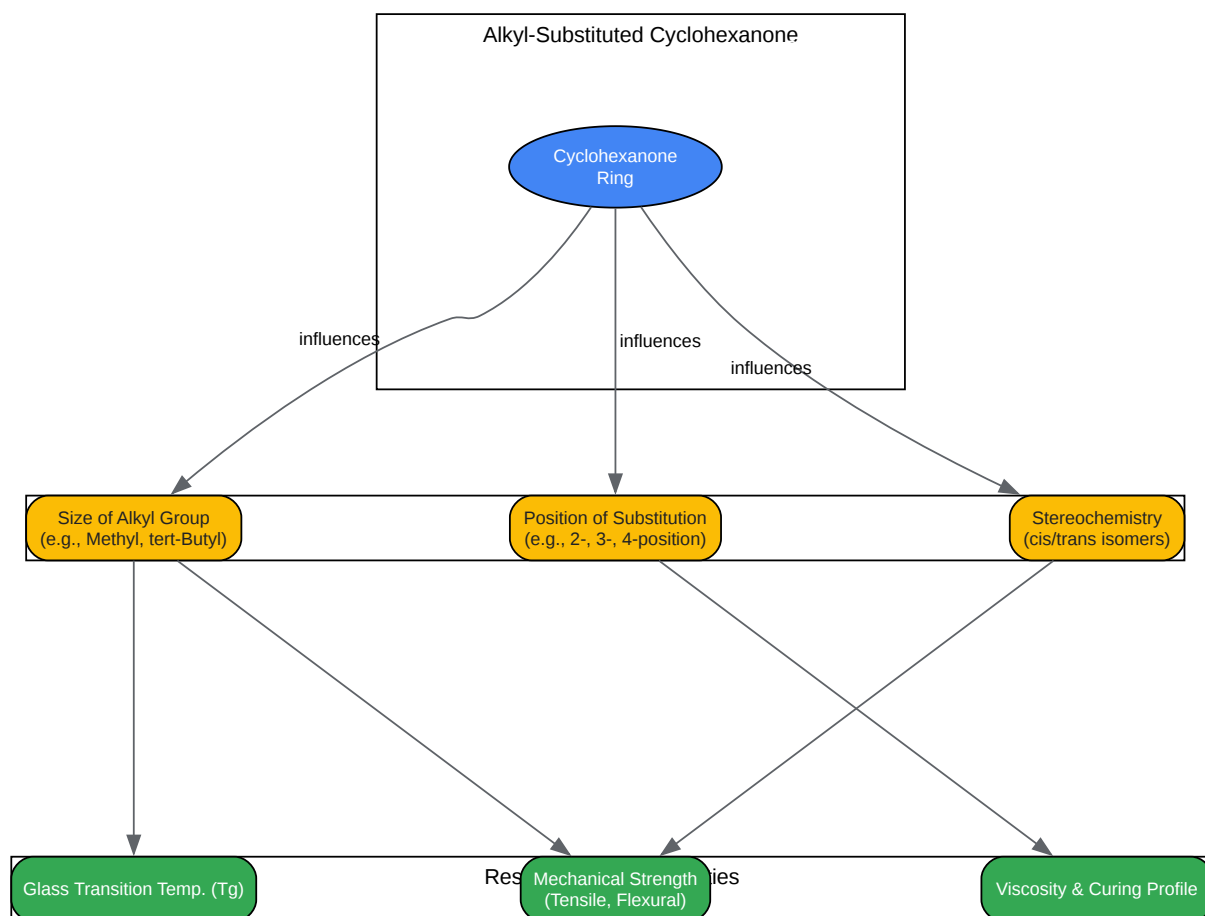 Alkyl-Substituted Cyclohexanone
Cyclohexanone
Ring
influences
influences
influences
Size of Alkyl Group
(e.g., Methyl, tert-Butyl)
Position of Substitution
(e.g., 2-, 3-, 4-position)
Stereochemistry
(cis/trans isomers)
Glass Transition Temp. (Tg)
Mechanical Strength
(Tensile, Flexural)
Viscosity & Curing Profile